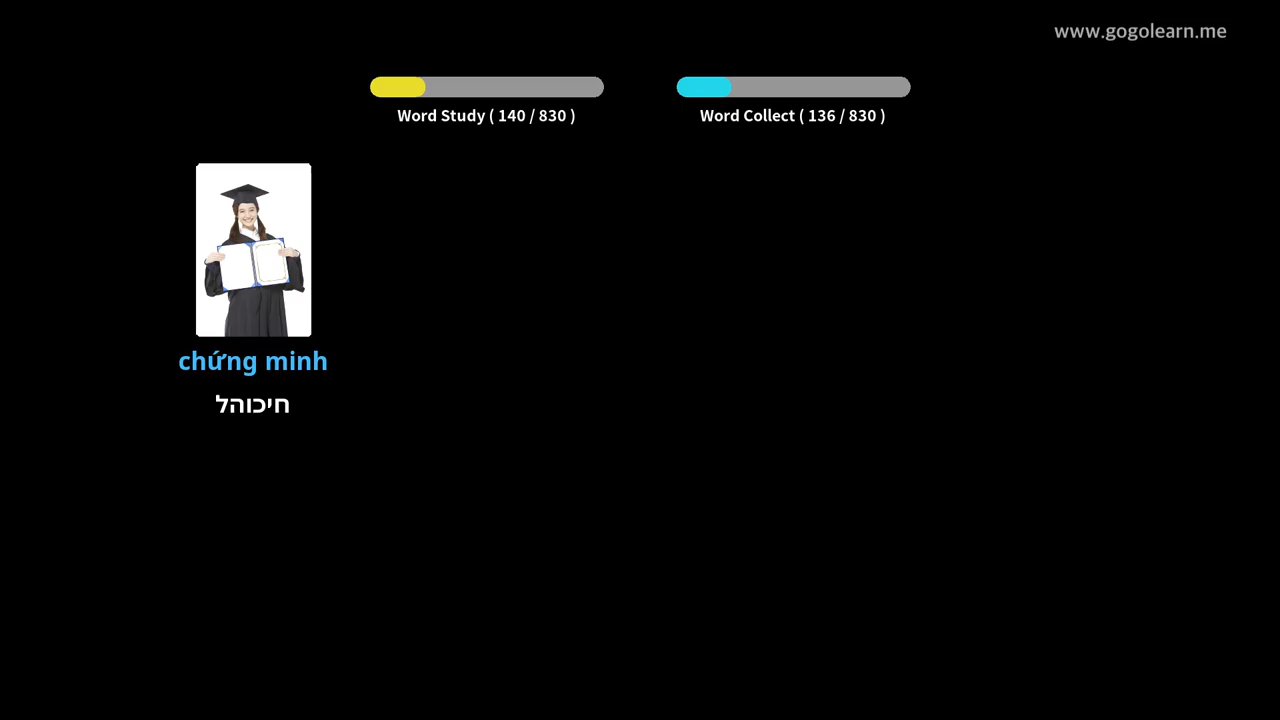 www.gogolearn.me
Word Study ( 140 / 830 )
Word Collect ( 136 / 830 )
chứng minh
חיכוהל